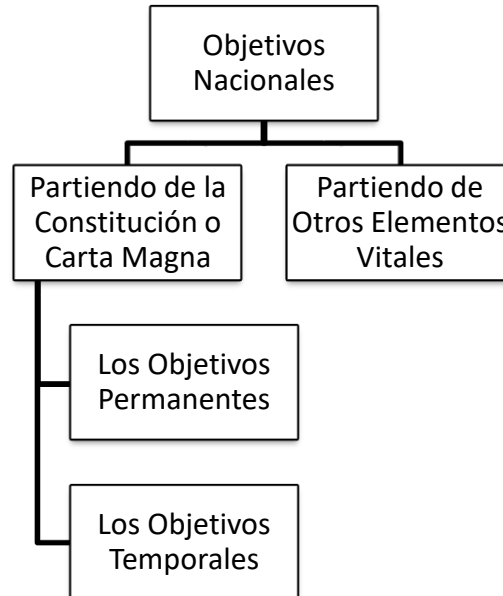 Objetivos
Nacionales
Partiendo de la
Constitución o
Carta Magna
Partiendo de
Otros Elementos
Vitales
Los Objetivos
Permanentes
Los Objetivos
Temporales